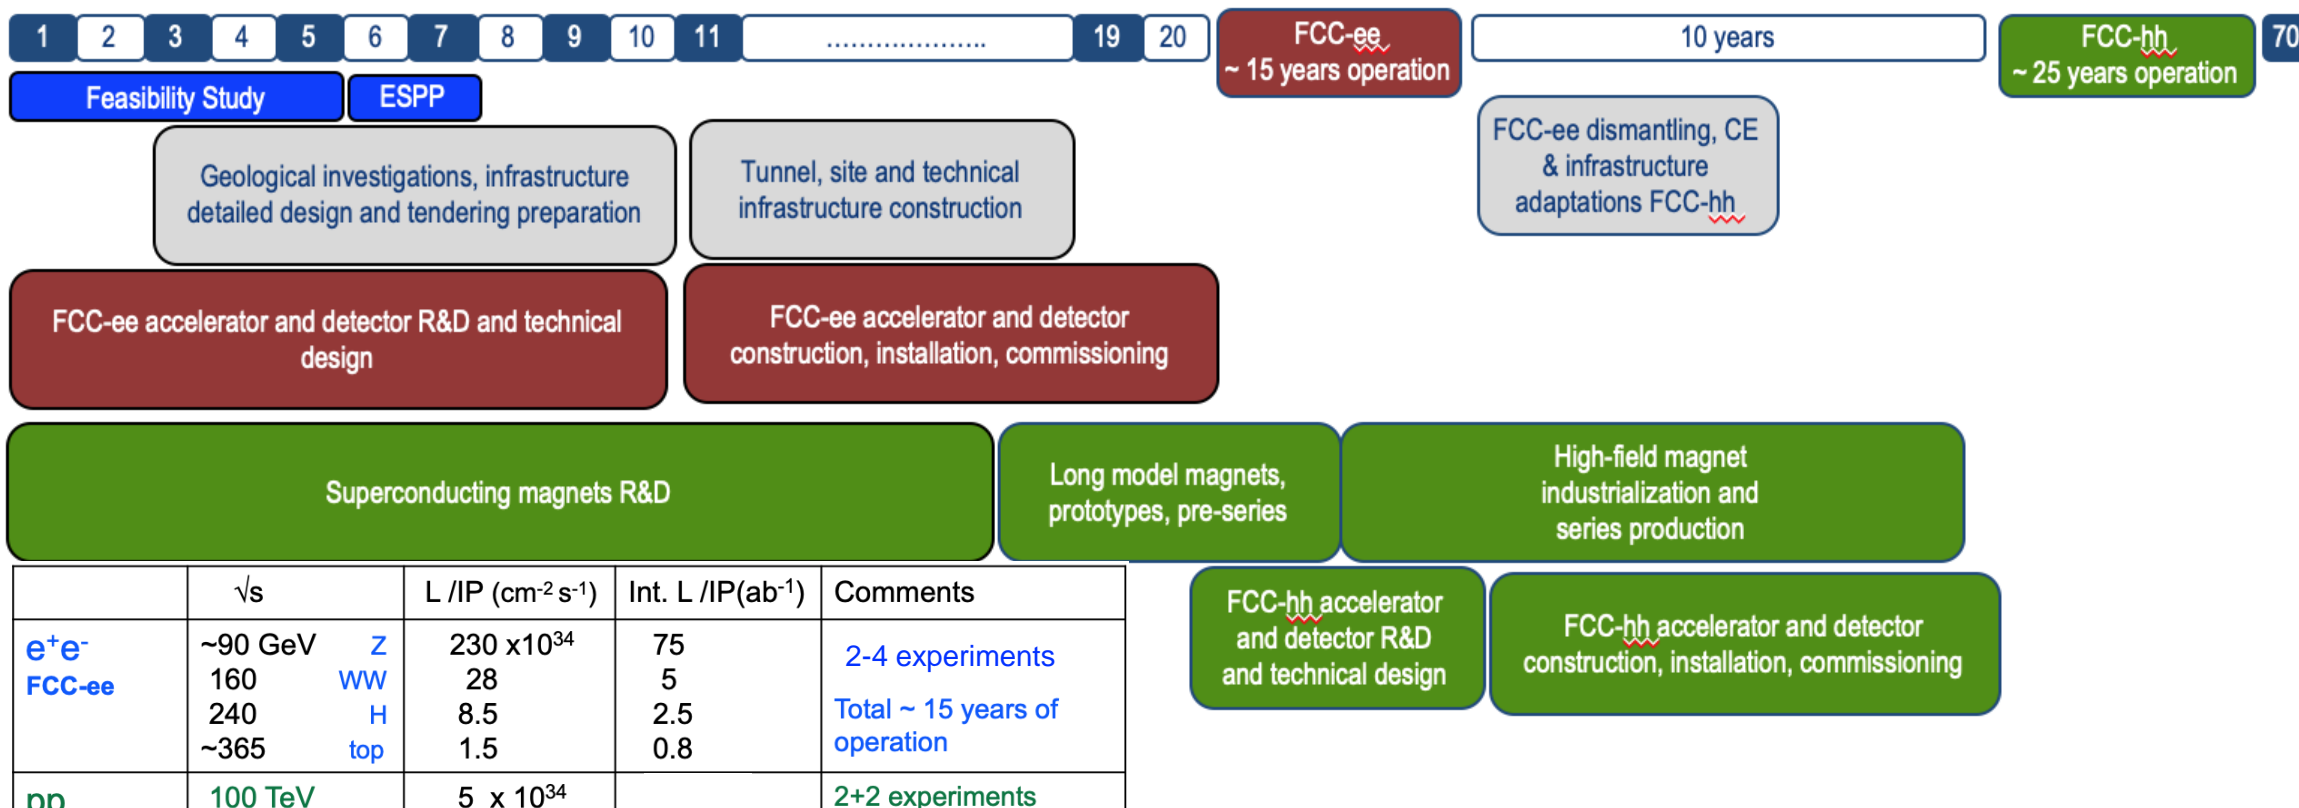 1 2 3 4 5 6 7 8 9 10 11 ................... 19 20
FCC-ee
~ 15 years operation
10 years
FCC-hh
~ 25 years operation
70
Feasibility Study
ESPP
Geological investigations, infrastructure
detailed design and tendering preparation
Tunnel, site and technical
infrastructure construction
FCC-ee dismantling, CE
& infrastructure
adaptations FCC-hh
FCC-ee accelerator and detector R&D and technical
design
FCC-ee accelerator and detector
construction, installation, commissioning
Superconducting magnets R&D
Long model magnets,
prototypes, pre-series
High-field magnet
industrialization and
series production
FCC-hh accelerator
and detector R&D
and technical design
FCC-hh accelerator and detector
construction, installation, commissioning
√s L /IP (cm⁻² s⁻¹) Int. L /IP(ab⁻¹) Comments
e⁺e⁻
FCC-ee
~90 GeV Z 230 x10³⁴ 75
160 WW 28 5
240 H 8.5 2.5
~365 top 1.5 0.8
2-4 experiments
Total ~ 15 years of
operation
pp 100 TeV 5 x 10³⁴ 2+2 experiments